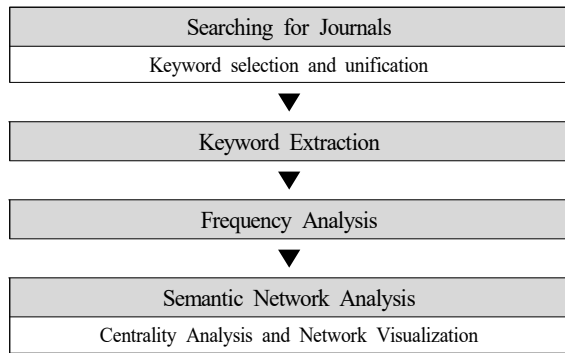 Searching for Journals
Keyword selection and unification
Keyword Extraction
Frequency Analysis
Semantic Network Analysis
Centrality Analysis and Network Visualization